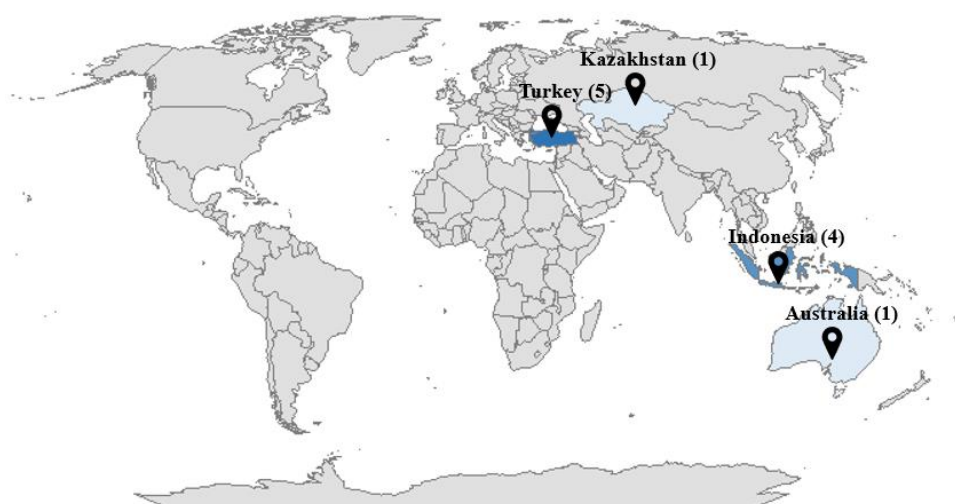 Kazakhstan (1)
Turkey (5)
Indonesia (4)
Australia (1)